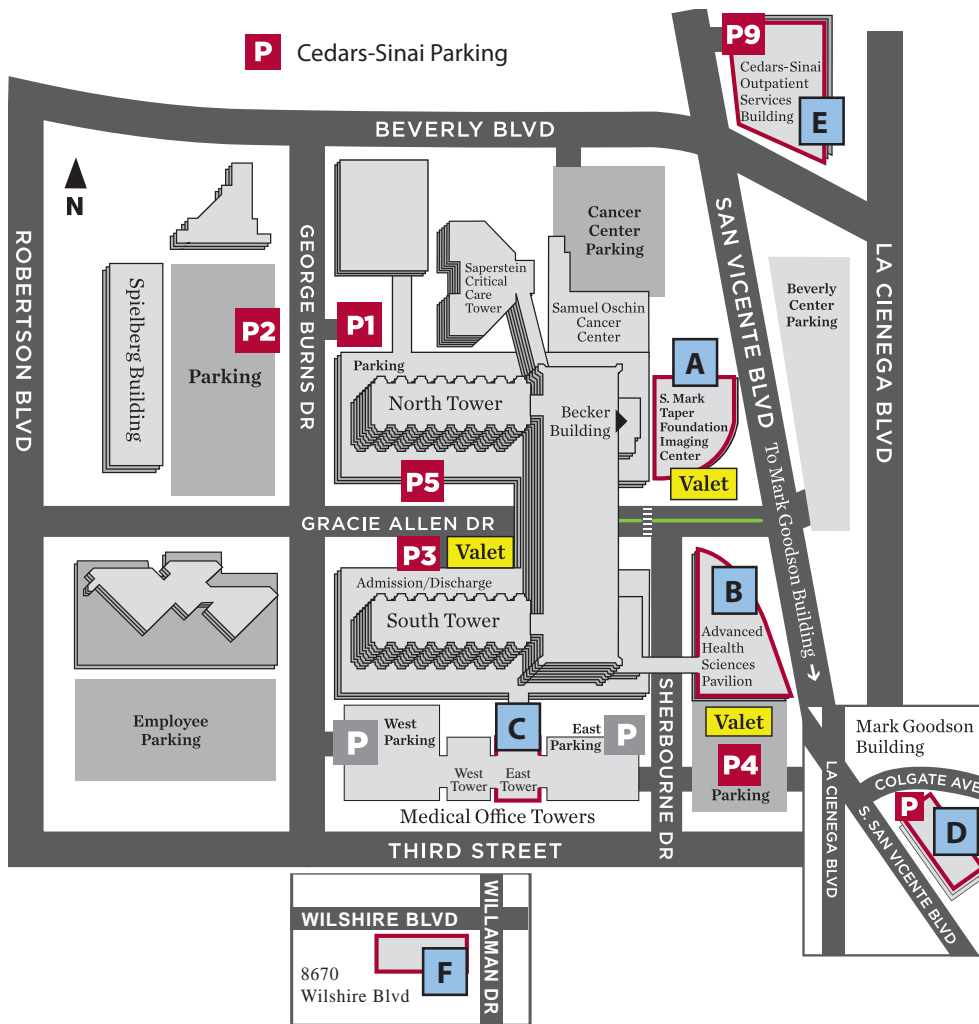 P Cedars-Sinai Parking
P9
Cedars-Sinai
Outpatient
Services
Building
E
BEVERLY BLVD
N
ROBERTSON BLVD
GEORGE BURNS DR
SAN VICENTE BLVD
LA CIENEGA BLVD
Cancer
Center
Parking
Saperstein
Critical
Care
Tower
Samuel Oschin
Cancer
Center
Beverly
Center
Parking
Spielberg Building
P2
P1
Parking
Parking
North Tower
Becker
Building
A
S. Mark
Taper
Foundation
Imaging
Center
Valet
To Mark Goodson Building →
P5
GRACIE ALLEN DR
P3
Valet
Admission/Discharge
South Tower
B
Advanced
Health
Sciences
Pavilion
SHERBOURNE DR
Employee
Parking
P
West
Parking
C
East
Parking
P
West
Tower
East
Tower
Medical Office Towers
Valet
P4
Parking
Mark Goodson
Building
COLGATE AVE
P
D
LA CIENEGA BLVD
S. SAN VICENTE BLVD
THIRD STREET
WILSHIRE BLVD
WILLAMAN DR
F
8670
Wilshire Blvd